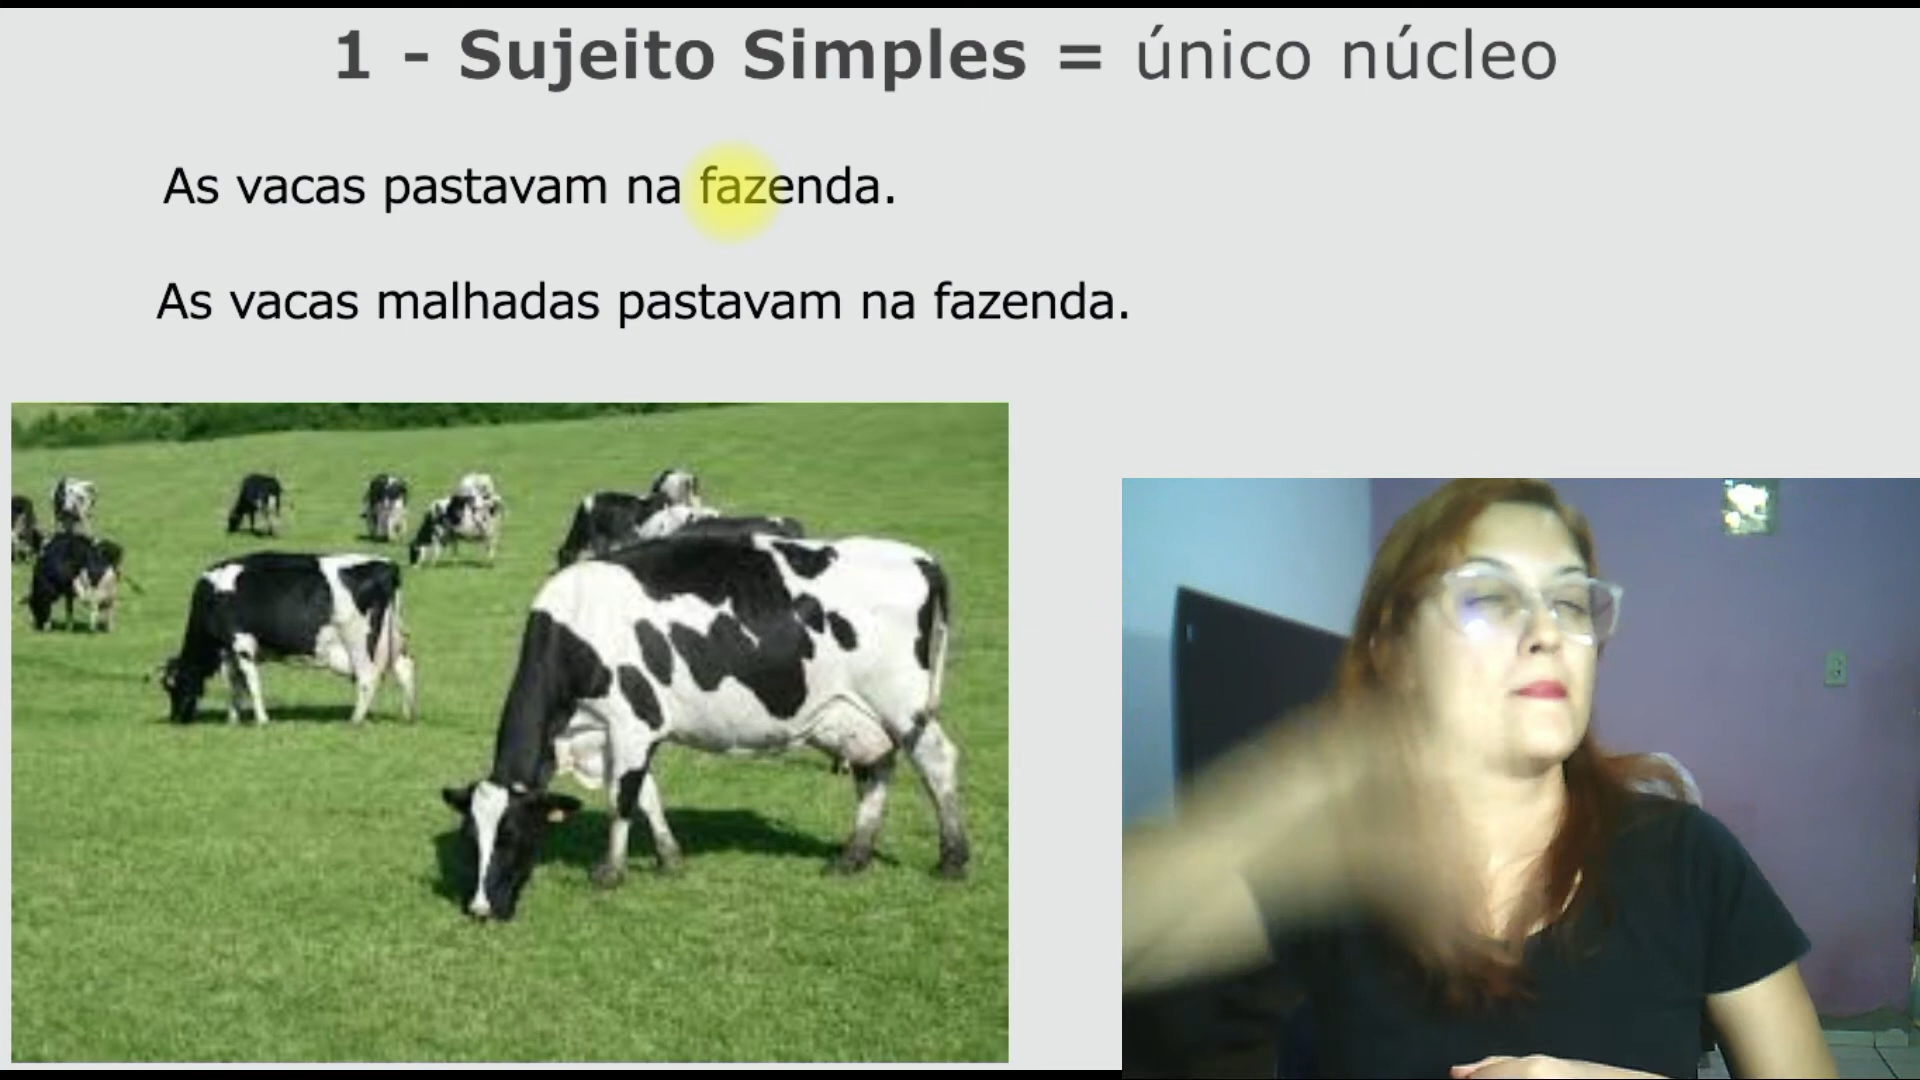 1 - Sujeito Simples = único núcleo
As vacas pastavam na fazenda.
As vacas malhadas pastavam na fazenda.